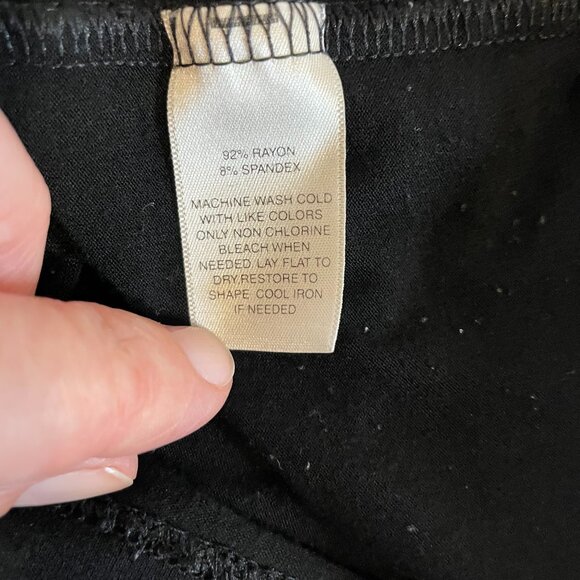 92% RAYON
8% SPANDEX
MACHINE WASH COLD
WITH LIKE COLORS
ONLY NON CHLORINE
BLEACH WHEN
NEEDED. LAY FLAT TO
DRY.RESTORE TO
SHAPE. COOL IRON
IF NEEDED